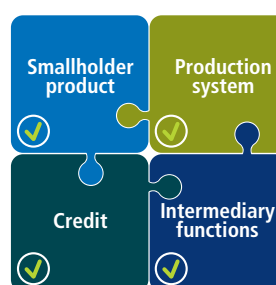 Smallholder
product
Production
system
Credit
Intermediary
functions